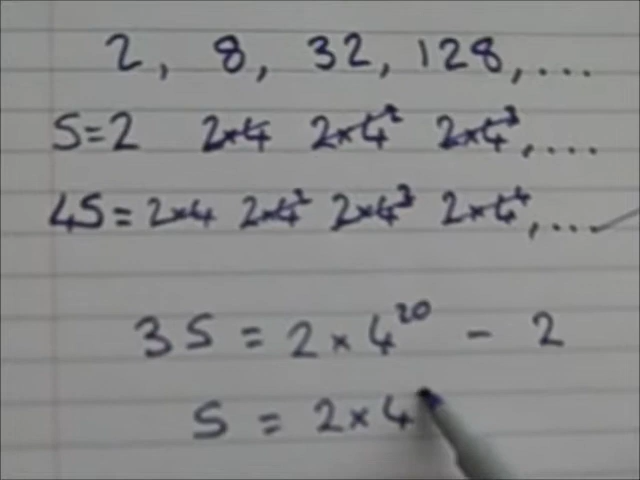 2, 8, 32, 128, ...
S=2 2×4 2×4² 2×4³, ....
4S = 2×4 2×4² 2×4³ 2×4⁴, ...
3S = 2 × 4²⁰ - 2
S = 2×4